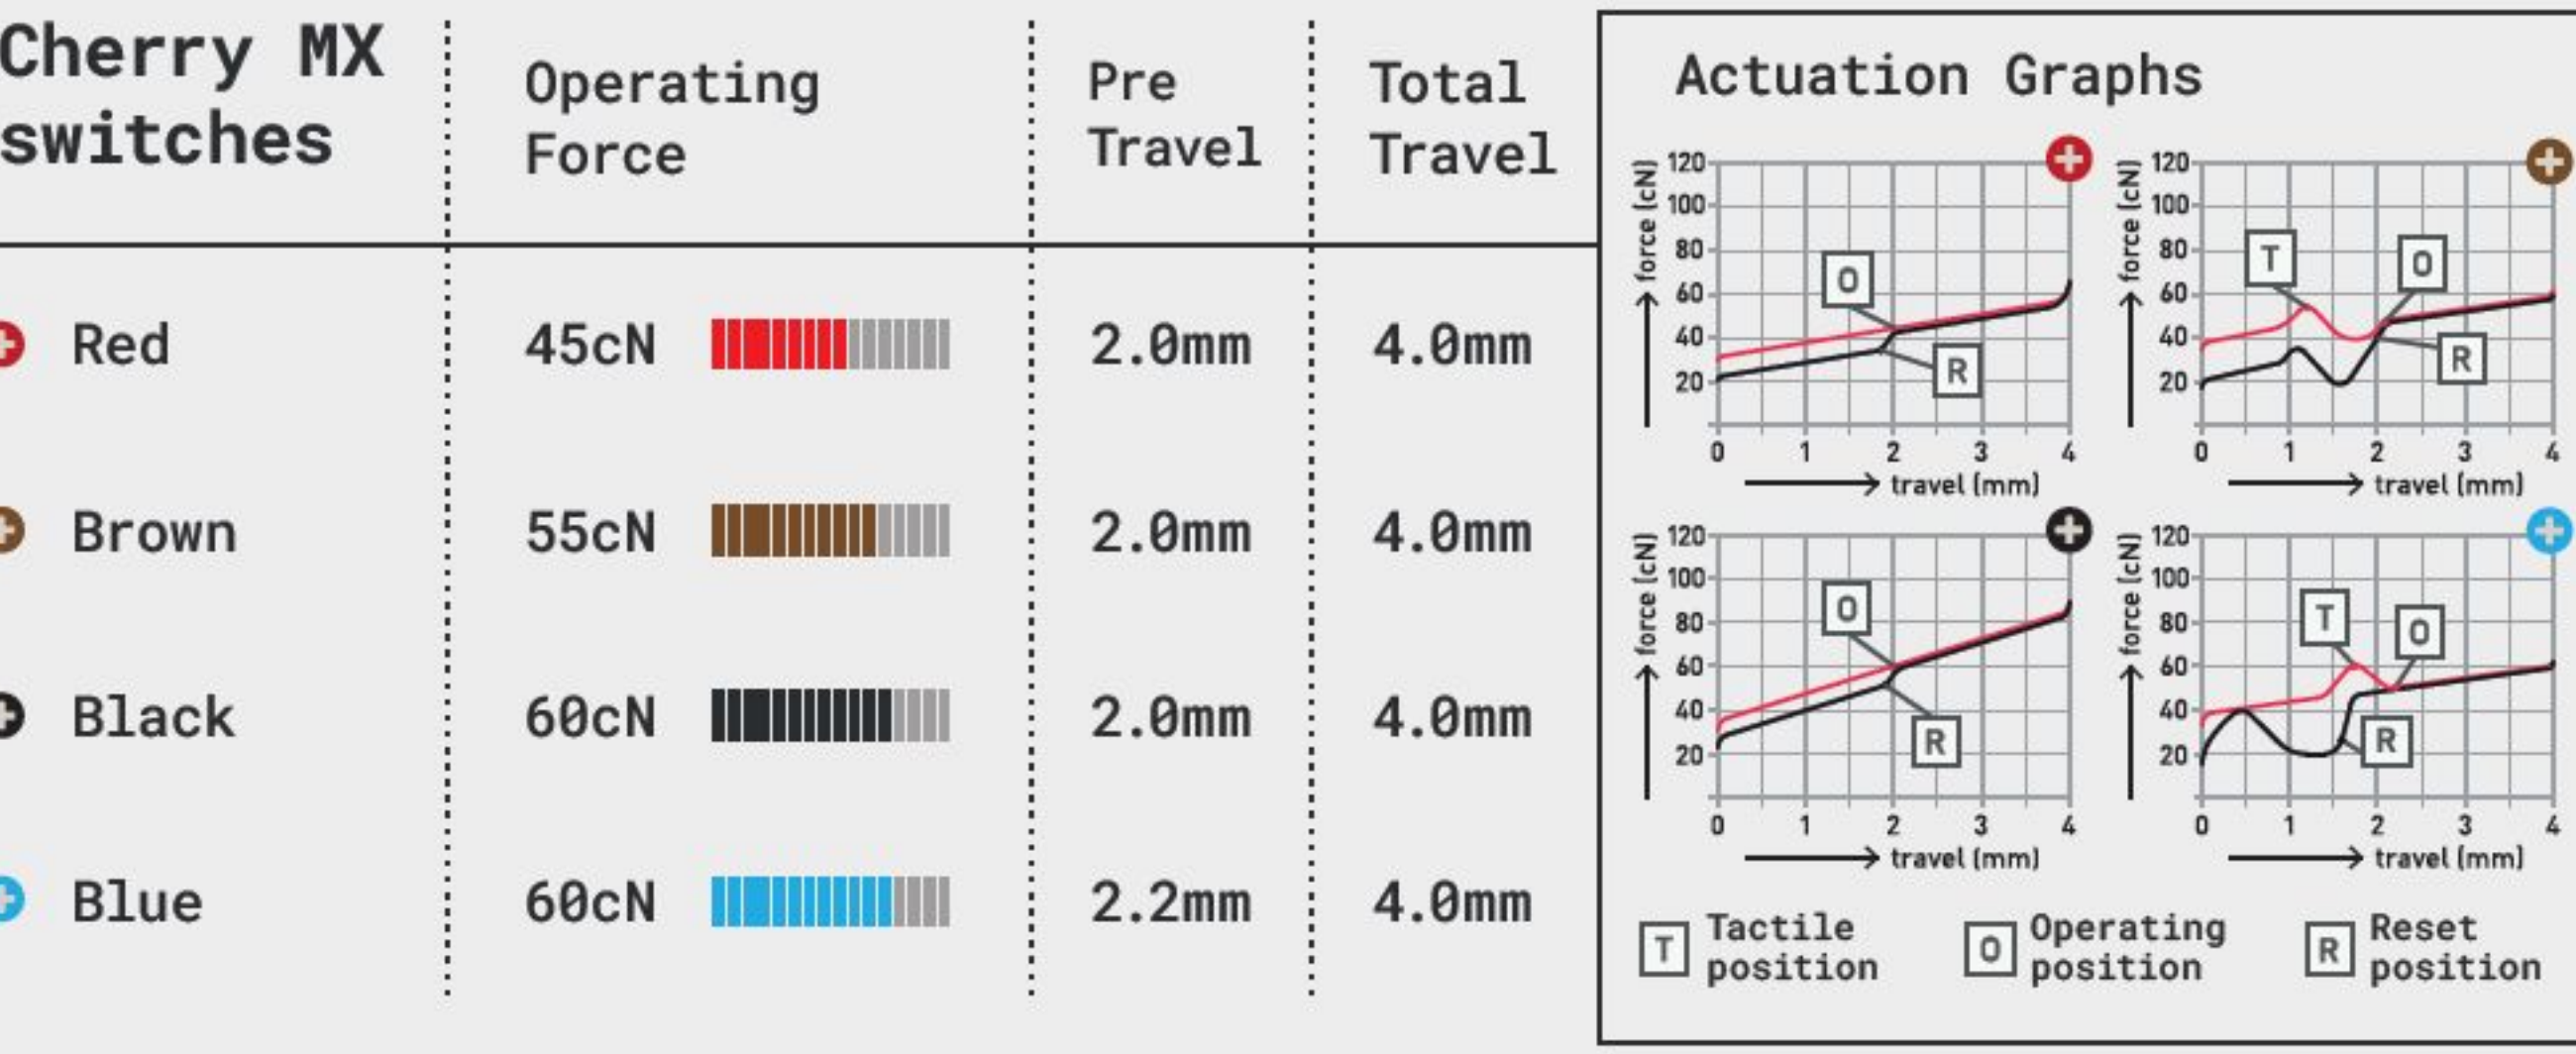 Cherry MX
switches
Operating
Force
Pre
Travel
Total
Travel
Red
45cN
2.0mm
4.0mm
Brown
55cN
2.0mm
4.0mm
Black
60cN
2.0mm
4.0mm
Blue
60cN
2.2mm
4.0mm
Actuation Graphs
force (cN)
120
100
80
60
40
20
O
R
0 1 2 3 4
travel (mm)
force (cN)
120
100
80
60
40
20
T
O
R
0 1 2 3 4
travel (mm)
force (cN)
120
100
80
60
40
20
O
R
0 1 2 3 4
travel (mm)
force (cN)
120
100
80
60
40
20
T
O
R
0 1 2 3 4
travel (mm)
T Tactile
position
O Operating
position
R Reset
position